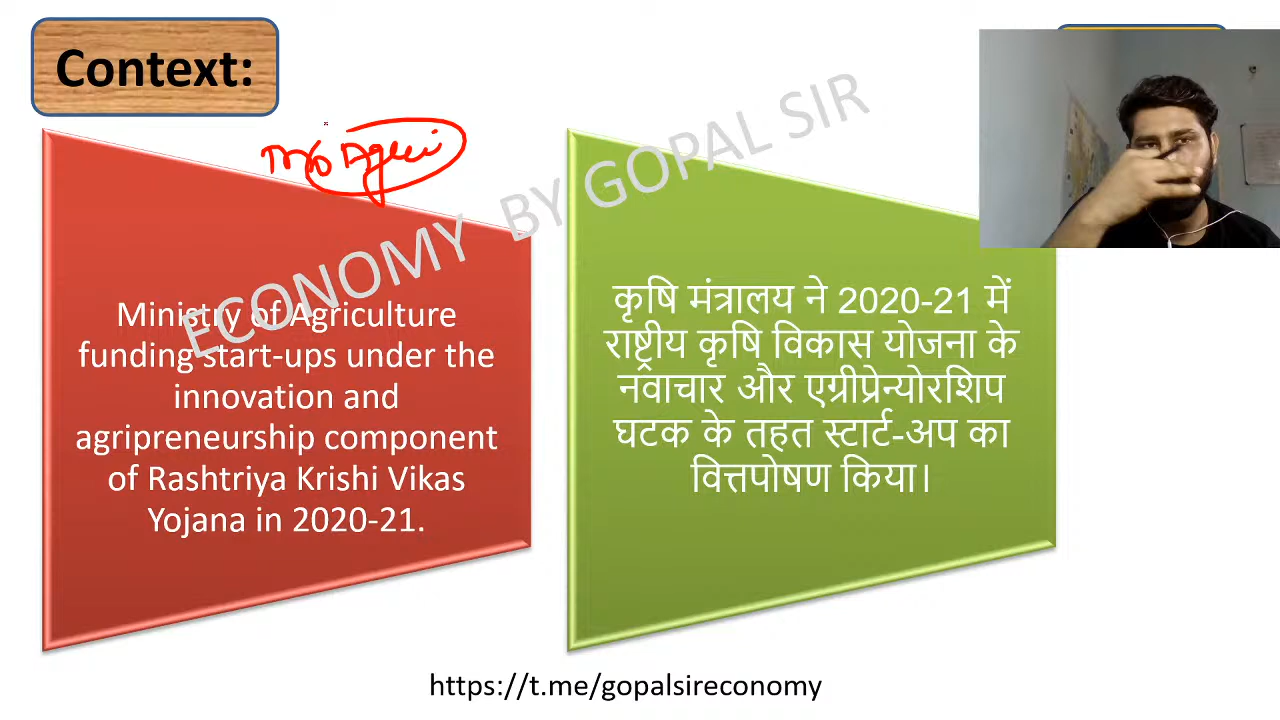 Context:
M/o Agri
ECONOMY BY GOPAL SIR
Ministry of Agriculture
funding start-ups under the
innovation and
agripreneurship component
of Rashtriya Krishi Vikas
Yojana in 2020-21.
कृषि मंत्रालय ने 2020-21 में
राष्ट्रीय कृषि विकास योजना के
नवाचार और एग्रीप्रेन्योरशिप
घटक के तहत स्टार्ट-अप का
वित्तपोषण किया।
https://t.me/gopalsireconomy